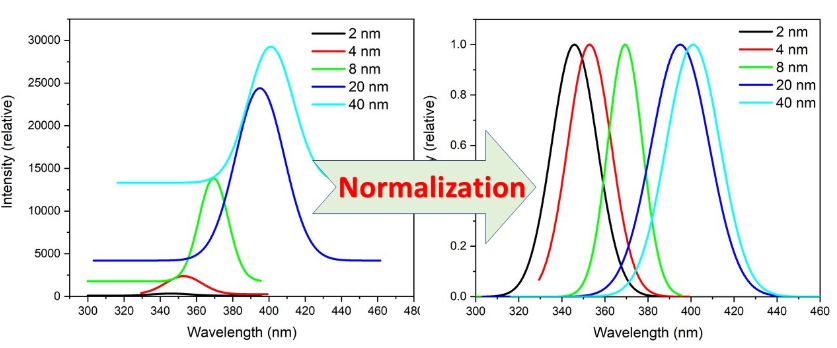 2 nm
4 nm
8 nm
20 nm
40 nm
30000
25000
20000
15000
10000
5000
0
Intensity (relative)
300 320 340 360 380 400 420 440 460
Wavelength (nm)
Normalization
2 nm
4 nm
8 nm
20 nm
40 nm
1.0
0.8
0.6
0.2
0.0
(relative)
300 320 340 360 380 400 420 440 460
Wavelength (nm)